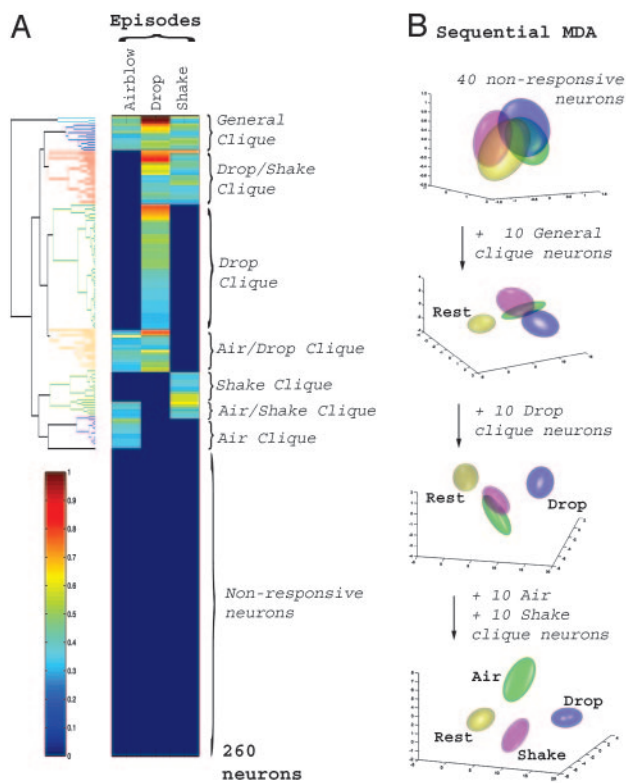 A
Episodes
Airblow
Drop
Shake
General
Clique
Drop/Shake
Clique
Drop
Clique
Air/Drop Clique
Shake Clique
Air/Shake Clique
Air Clique
Non-responsive
neurons
260
neurons
1
0.9
0.8
0.7
0.6
0.5
0.4
0.3
0.2
0.1
0
B Sequential MDA
40 non-responsive
neurons
+ 10 General
clique neurons
Rest
+ 10 Drop
clique neurons
Rest
Drop
+ 10 Air
+ 10 Shake
clique neurons
Air
Drop
Rest
Shake